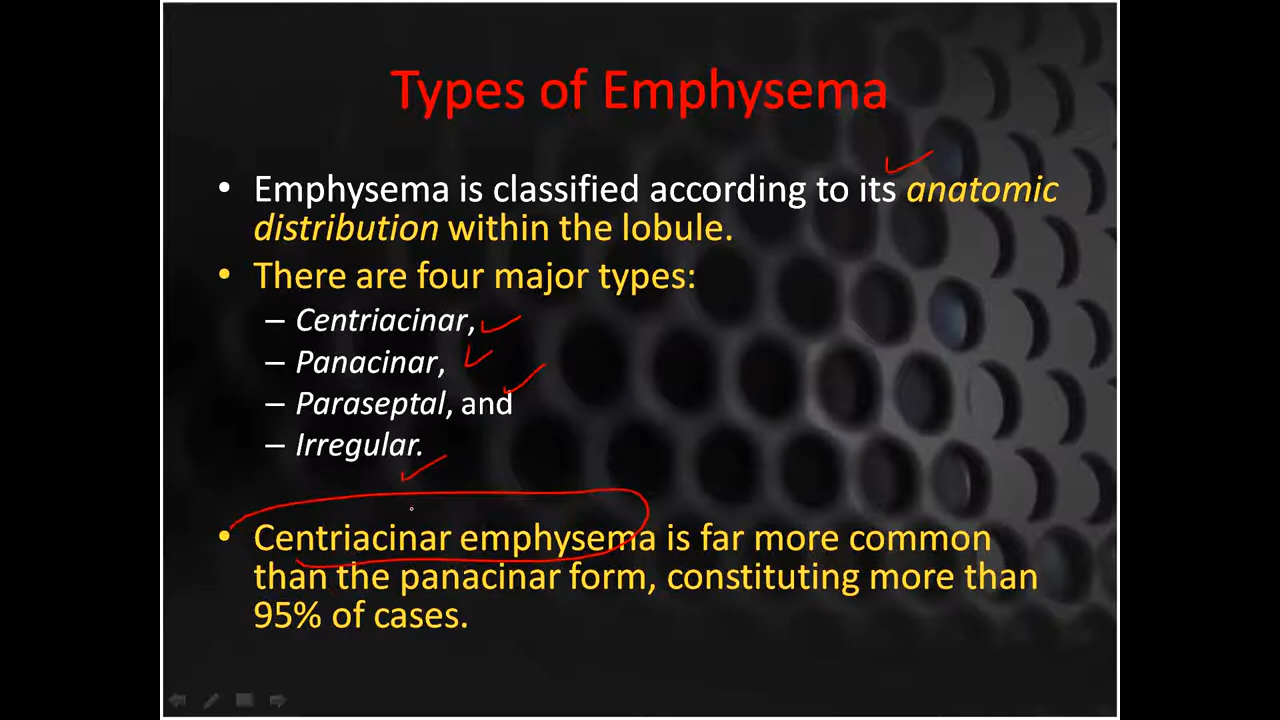 Types of Emphysema
• Emphysema is classified according to its anatomic
distribution within the lobule.
• There are four major types:
– Centriacinar,
– Panacinar,
– Paraseptal, and
– Irregular.
• Centriacinar emphysema is far more common
than the panacinar form, constituting more than
95% of cases.